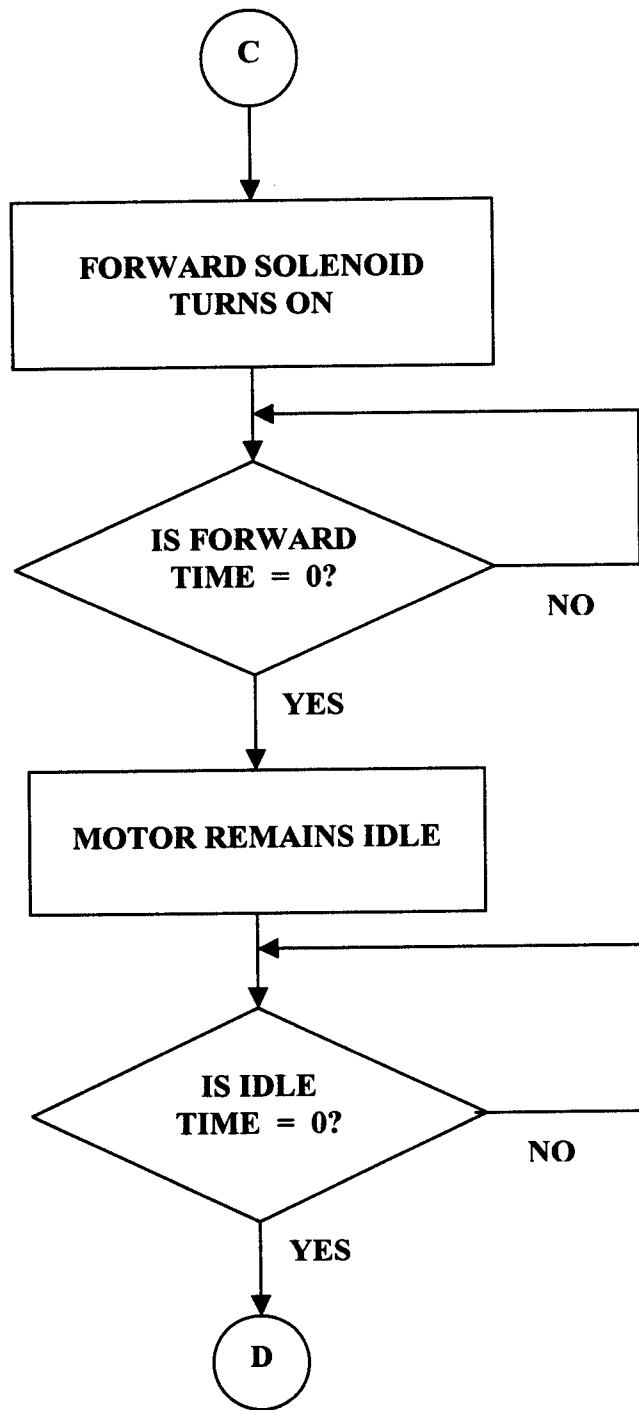 C
FORWARD SOLENOID
TURNS ON
IS FORWARD
TIME = 0?
NO
YES
MOTOR REMAINS IDLE
IS IDLE
TIME = 0?
NO
YES
D